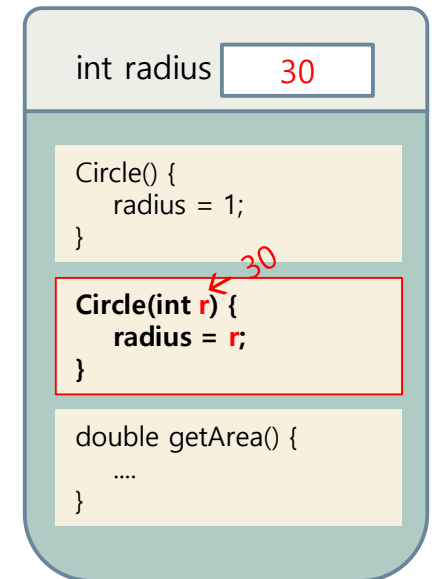 int radius 30
Circle() {
radius = 1;
}
30
Circle(int r) {
radius = r;
}
double getArea() {
....
}